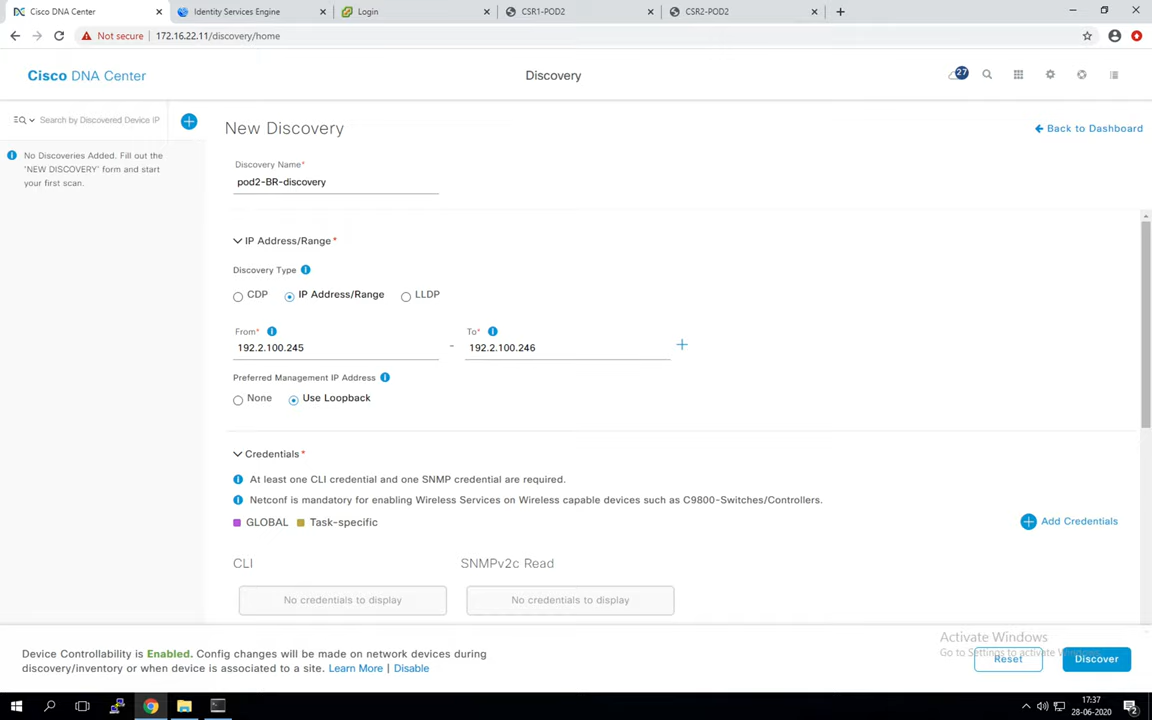 Cisco DNA Center
Identity Services Engine
Login
CSR1-POD2
CSR2-POD2
Not secure
172.16.22.11/discovery/home
Cisco DNA Center
Discovery
27
Search by Discovered Device IP
No Discoveries Added. Fill out the
"NEW DISCOVERY" form and start
your first scan.
New Discovery
Back to Dashboard
Discovery Name*
pod2-BR-discovery
IP Address/Range*
Discovery Type
CDP
IP Address/Range
LLDP
From*
To*
192.2.100.245
-
192.2.100.246
Preferred Management IP Address
None
Use Loopback
Credentials*
At least one CLI credential and one SNMP credential are required.
Netconf is mandatory for enabling Wireless Services on Wireless capable devices such as C9800-Switches/Controllers.
GLOBAL
Task-specific
Add Credentials
CLI
SNMPv2c Read
No credentials to display
No credentials to display
Device Controllability is Enabled. Config changes will be made on network devices during
discovery/inventory or when device is associated to a site. Learn More | Disable
Activate Windows
Go to Settings to activate Windows.
Reset
Discover
17:37
28-06-2020
2